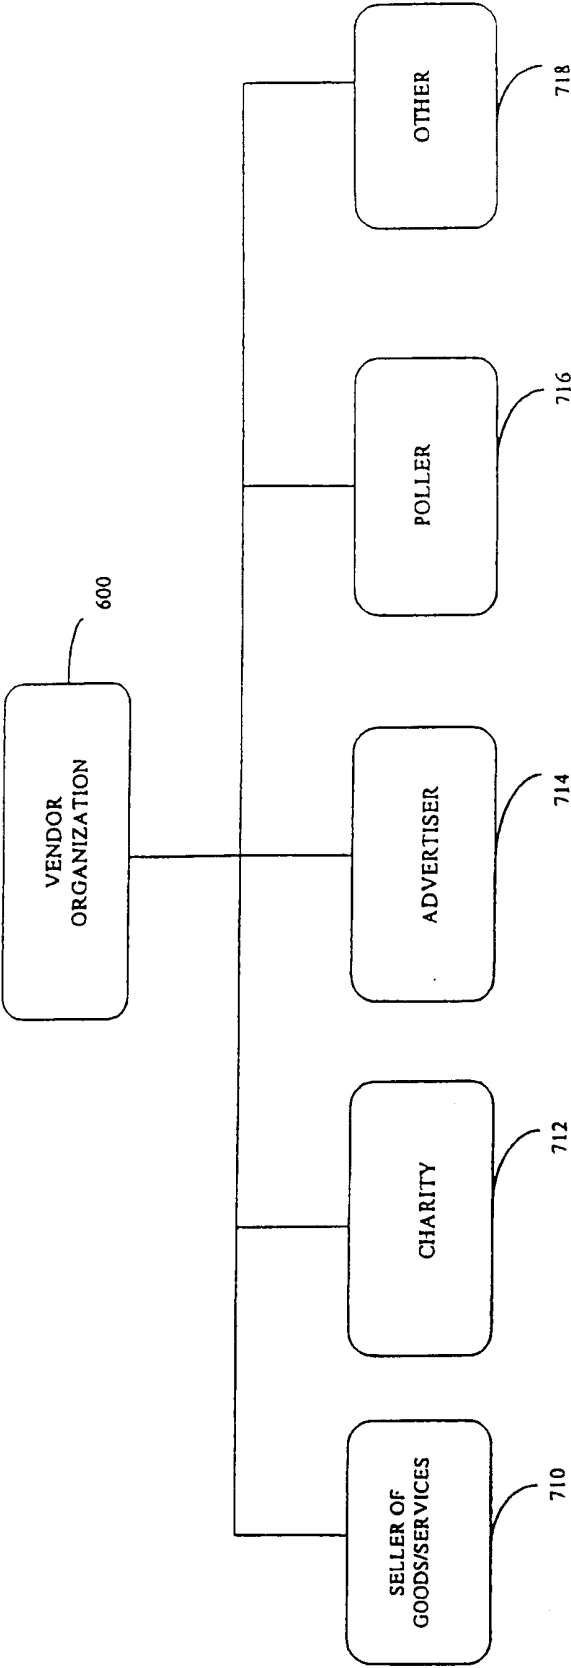 VENDOR
ORGANIZATION
600
SELLER OF
GOODS/SERVICES
710
CHARITY
712
ADVERTISER
714
POLLER
716
OTHER
718